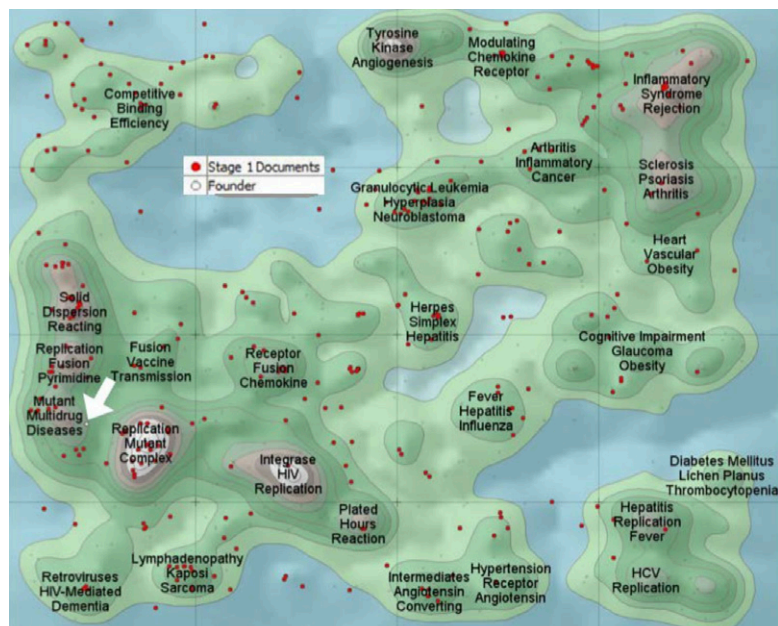 Tyrosine
Kinase
Angiogenesis
Modulating
Chemokine
Receptor
Inflammatory
Syndrome
Rejection
Competitive
Binding
Efficiency
Arthritis
Inflammatory
Cancer
Stage 1 Documents
Founder
Granulocytic Leukemia
Hyperplasia
Neuroblastoma
Sclerosis
Psoriasis
Arthritis
Heart
Vascular
Obesity
Solid
Dispersion
Reacting
Herpes
Simplex
Hepatitis
Cognitive Impairment
Glaucoma
Obesity
Replication
Fusion
Pyrimidine
Fusion
Vaccine
Transmission
Receptor
Fusion
Chemokine
Mutant
Multidrug
Diseases
Fever
Hepatitis
Influenza
Replication
Mutant
Complex
Integrase
HIV
Replication
Diabetes Mellitus
Lichen Planus
Thrombocytopenia
Plated
Hours
Reaction
Hepatitis
Replication
Fever
Lymphadenopathy
Kaposi
Sarcoma
Retroviruses
HIV-Mediated
Dementia
Intermediates
Angiotensin
Converting
Hypertension
Receptor
Angiotensin
HCV
Replication